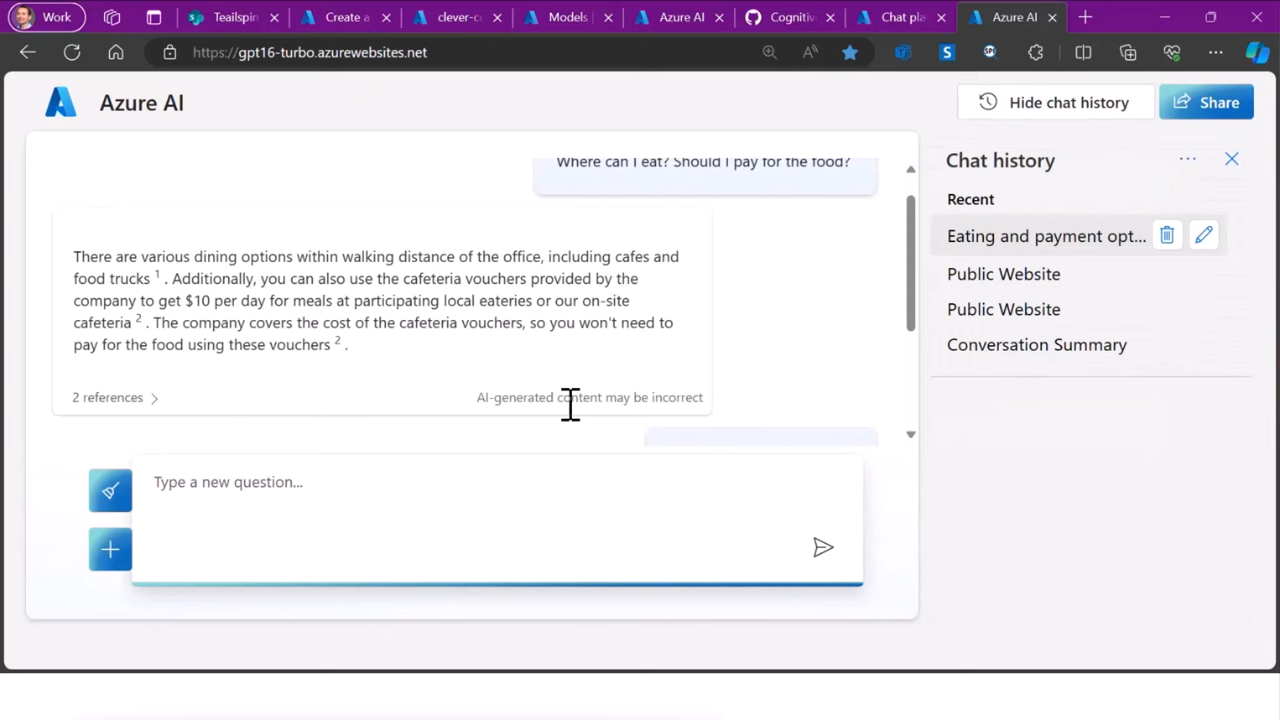 Work
Teailspin
Create a
clever-c
Models |
Azure AI
Cognitiv
Chat pla
Azure AI
https://gpt16-turbo.azurewebsites.net
Azure AI
Hide chat history
Share
Where can I eat? Should I pay for the food?
There are various dining options within walking distance of the office, including cafes and
food trucks 1 . Additionally, you can also use the cafeteria vouchers provided by the
company to get $10 per day for meals at participating local eateries or our on-site
cafeteria 2 . The company covers the cost of the cafeteria vouchers, so you won't need to
pay for the food using these vouchers 2 .
2 references
AI-generated content may be incorrect
Type a new question...
Chat history
Recent
Eating and payment opt...
Public Website
Public Website
Conversation Summary